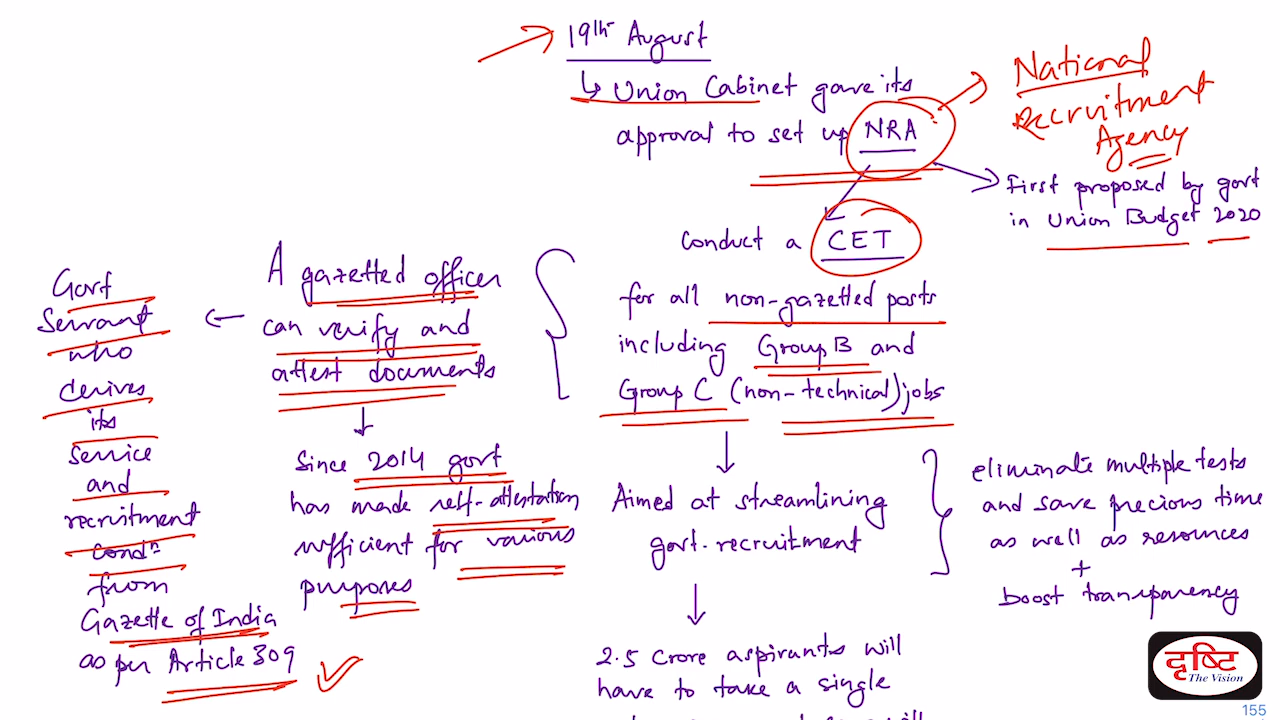 19th August
↳ Union Cabinet gave its
approval to set up NRA
National
Recruitment
Agency
First proposed by govt
in Union Budget 2020
conduct a CET
for all non-gazetted posts
including Group B and
Group C (non-technical) jobs
A gazetted officer
can verify and
attest documents
Govt
Servant
who
derives
its
service
and
recruitment
condn
from
Gazette of India
as per Article 309
Since 2014 govt
has made self-attestation
sufficient for various
purposes
Aimed at streamlining
govt. recruitment
eliminate multiple tests
and save precious time
as well as resources
+
boost transparency
2.5 Crore aspirants will
have to take a single
दृष्टि
The Vision
155